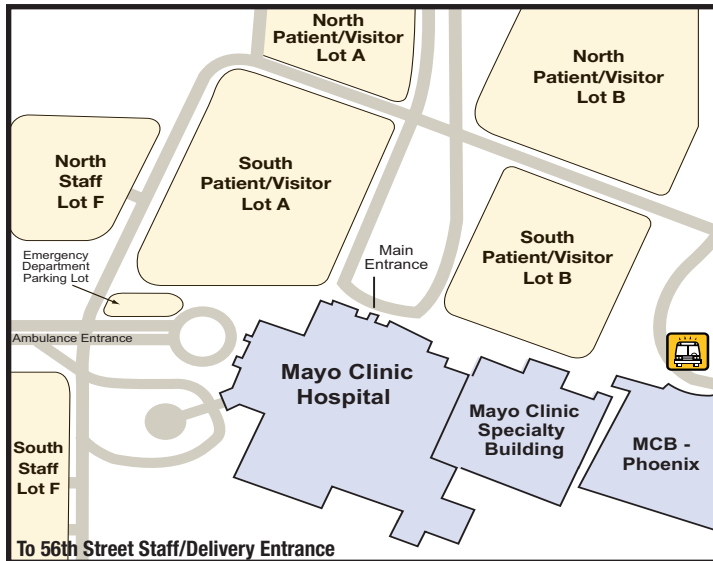 North
Patient/Visitor
Lot A
North
Patient/Visitor
Lot B
North
Staff
Lot F
South
Patient/Visitor
Lot A
South
Patient/Visitor
Lot B
Emergency
Department
Parking Lot
Main
Entrance
Ambulance Entrance
Mayo Clinic
Hospital
Mayo Clinic
Specialty
Building
MCB -
Phoenix
South
Staff
Lot F
To 56th Street Staff/Delivery Entrance